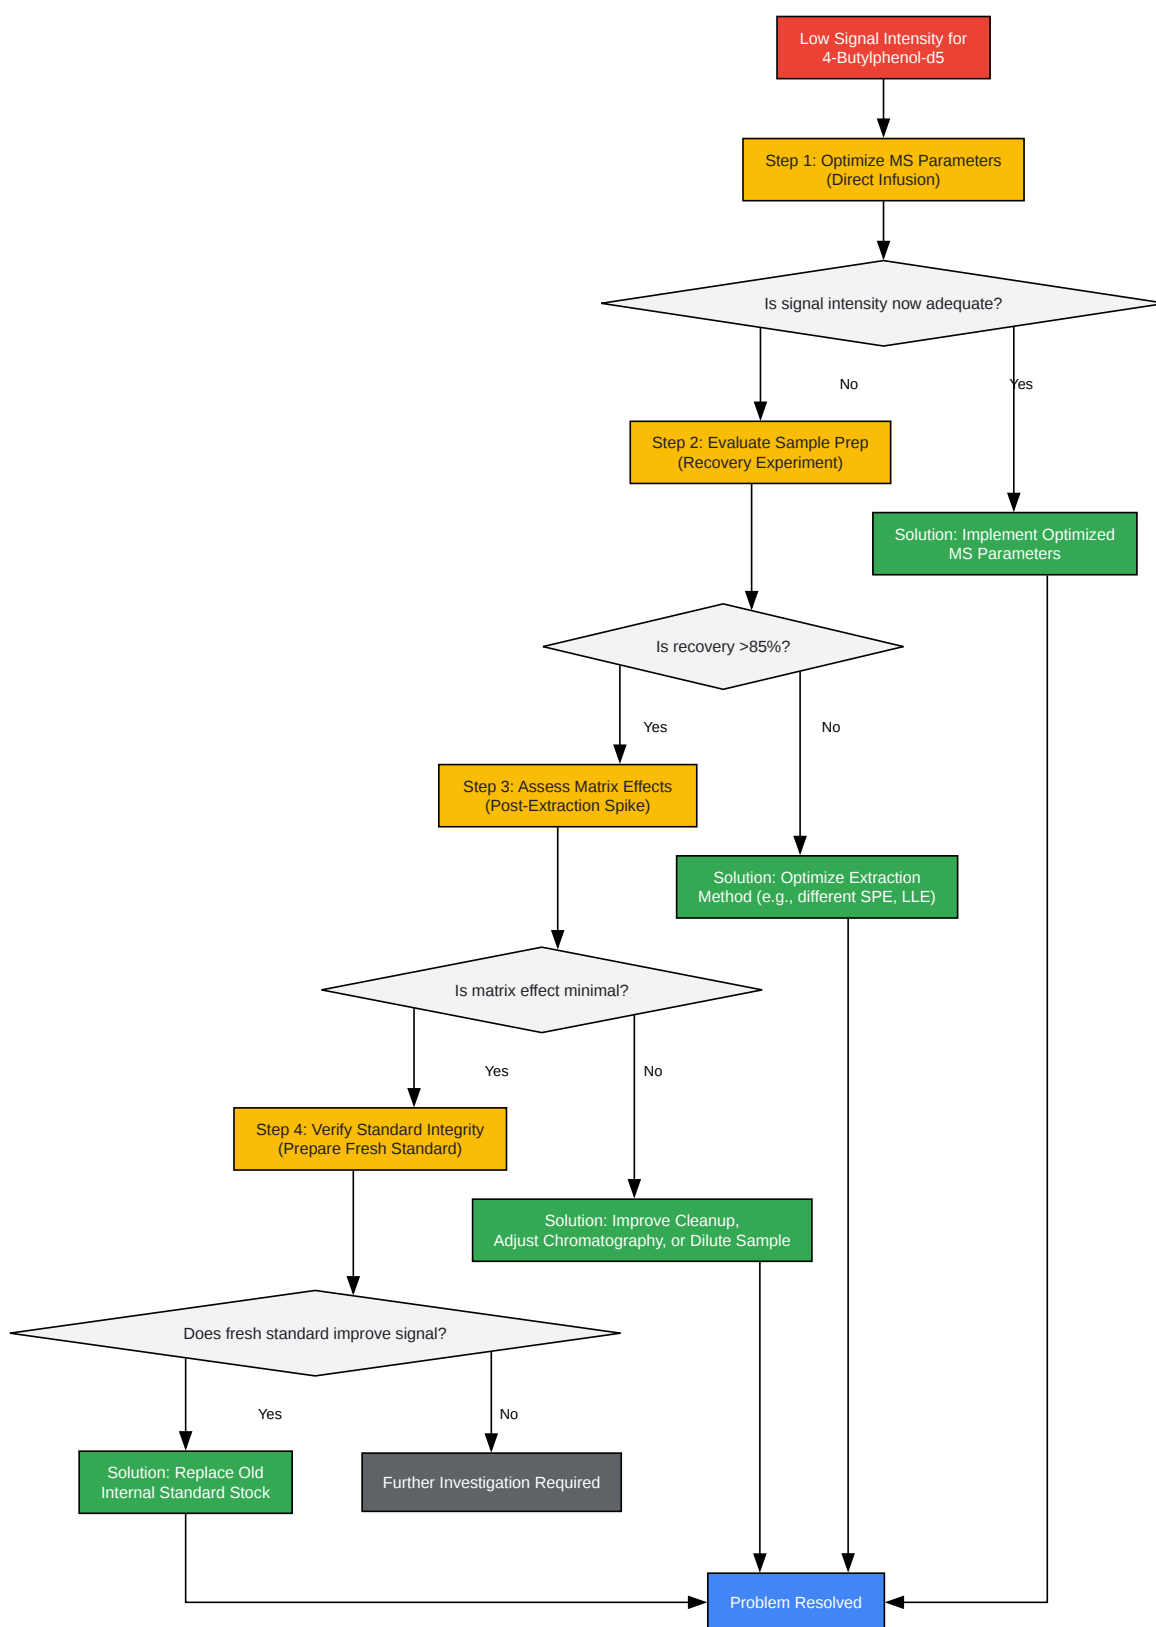 Low Signal Intensity for
4-Butylphenol-d5
Step 1: Optimize MS Parameters
(Direct Infusion)
Is signal intensity now adequate?
No
Yes
Step 2: Evaluate Sample Prep
(Recovery Experiment)
Solution: Implement Optimized
MS Parameters
Is recovery >85%?
Yes
No
Step 3: Assess Matrix Effects
(Post-Extraction Spike)
Solution: Optimize Extraction
Method (e.g., different SPE, LLE)
Is matrix effect minimal?
Yes
No
Step 4: Verify Standard Integrity
(Prepare Fresh Standard)
Solution: Improve Cleanup,
Adjust Chromatography, or Dilute Sample
Does fresh standard improve signal?
Yes
No
Solution: Replace Old
Internal Standard Stock
Further Investigation Required
Problem Resolved